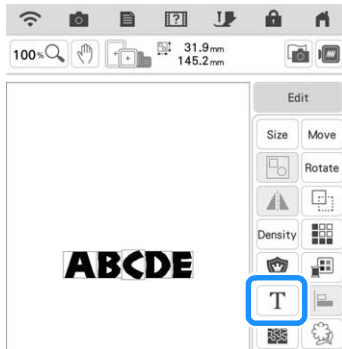 100%
31.9mm
145.2mm
Edit
Size Move
Rotate
Density
ABCDE
T